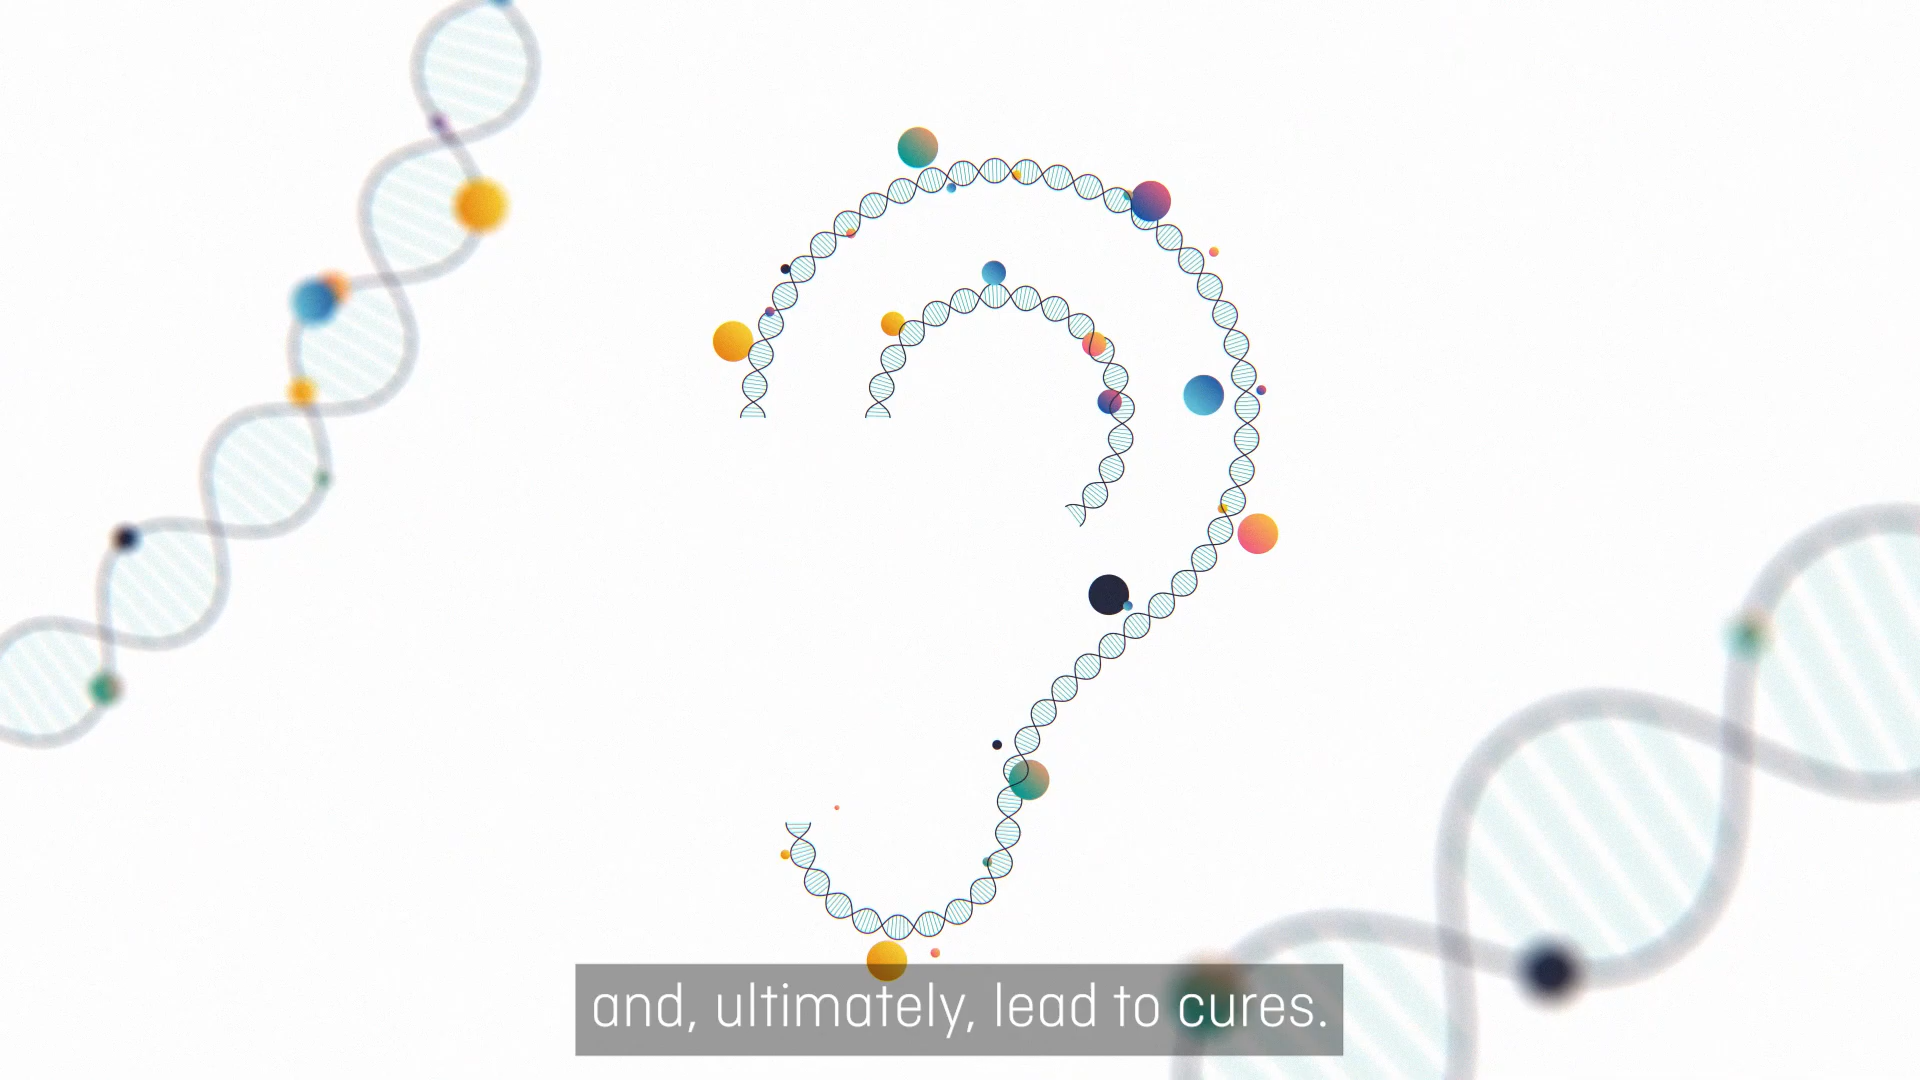 and, ultimately, lead to cures.